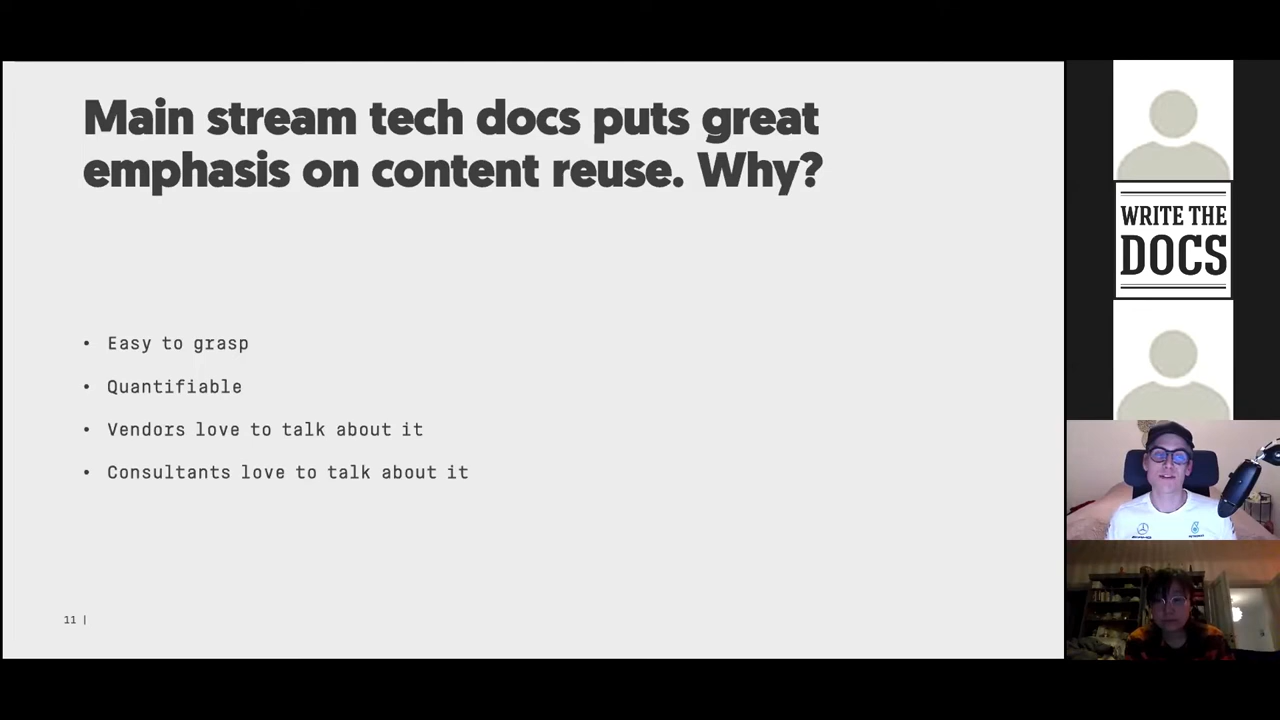 Main stream tech docs puts great
emphasis on content reuse. Why?
• Easy to grasp
• Quantifiable
• Vendors love to talk about it
• Consultants love to talk about it
11 |
WRITE THE
DOCS